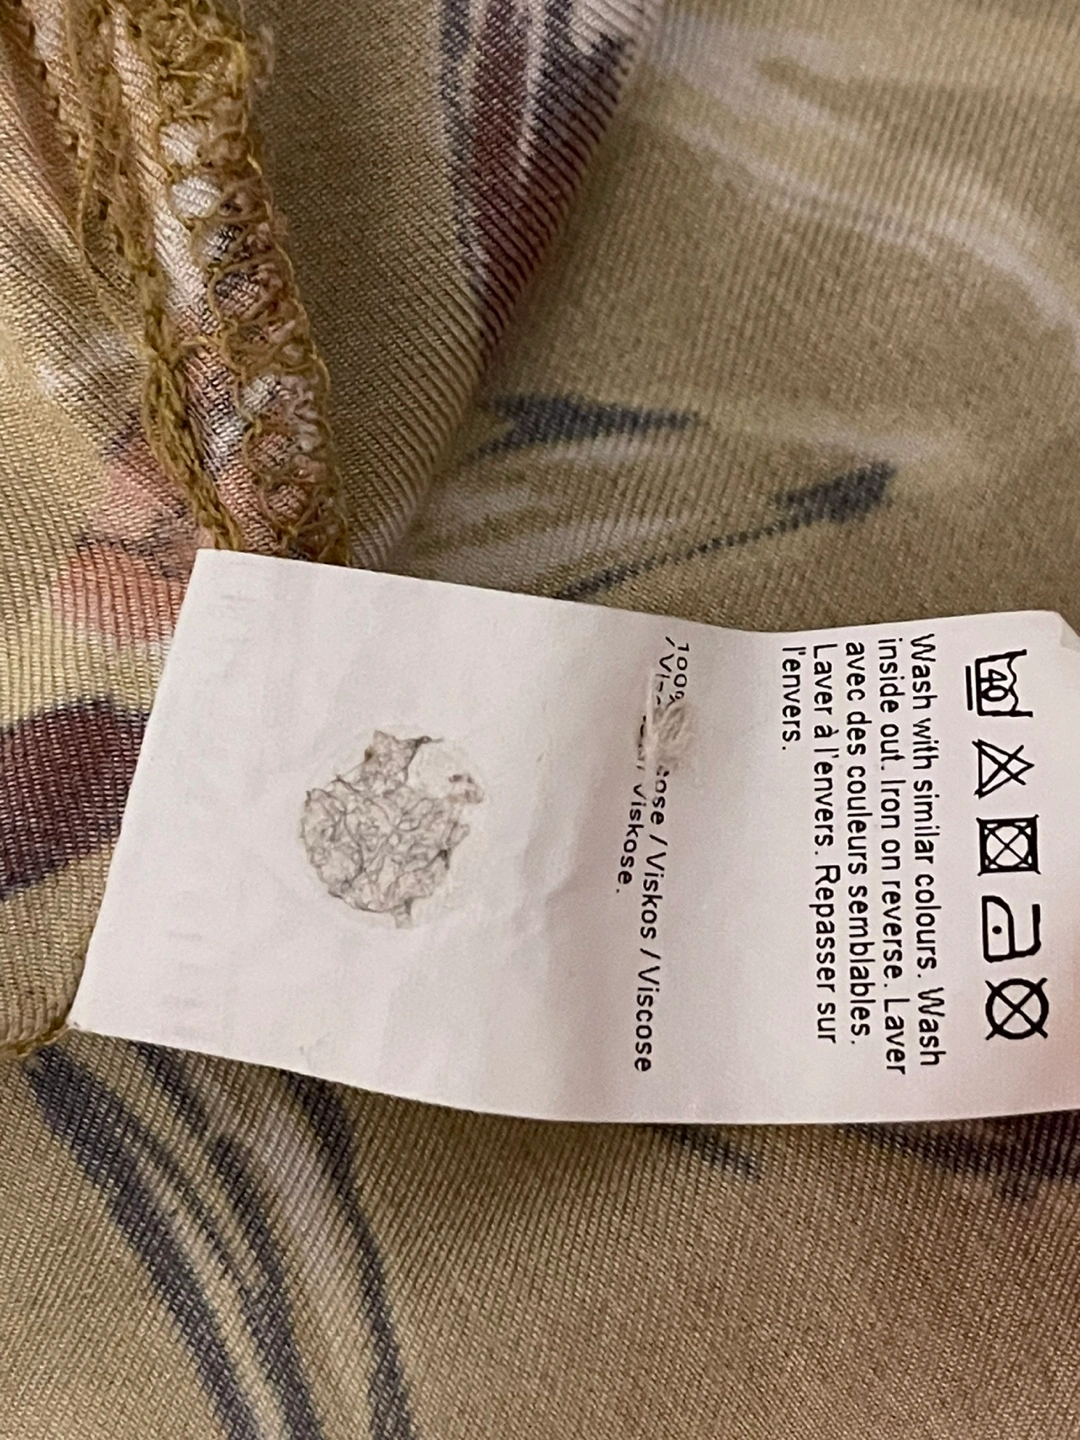 40
Wash with similar colours. Wash
inside out. Iron on reverse. Laver
avec des couleurs semblables.
Laver à l'envers. Repasser sur
l'envers.
/ Viskos / Viscose
Viskose.